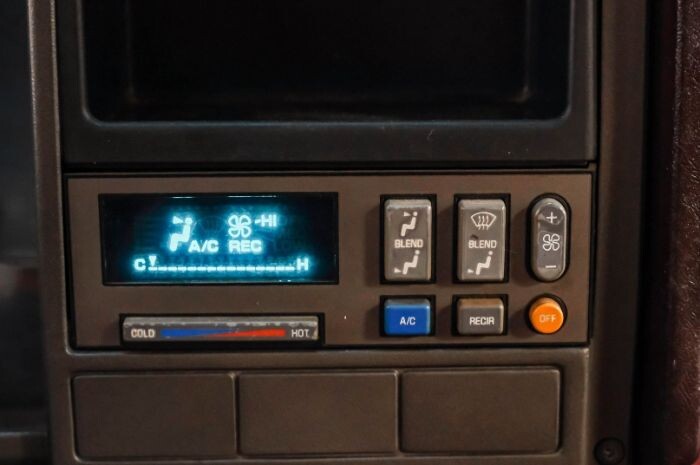 HI
A/C REC
C H
COLD HOT
BLEND
BLEND
+
-
A/C
RECIR
OFF